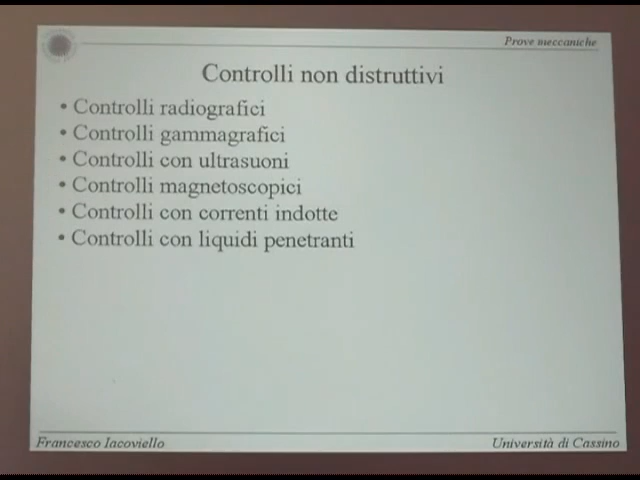 Prove meccaniche
Controlli non distruttivi
• Controlli radiografici
• Controlli gammagrafici
• Controlli con ultrasuoni
• Controlli magnetoscopici
• Controlli con correnti indotte
• Controlli con liquidi penetranti
Francesco Iacoviello
Università di Cassino